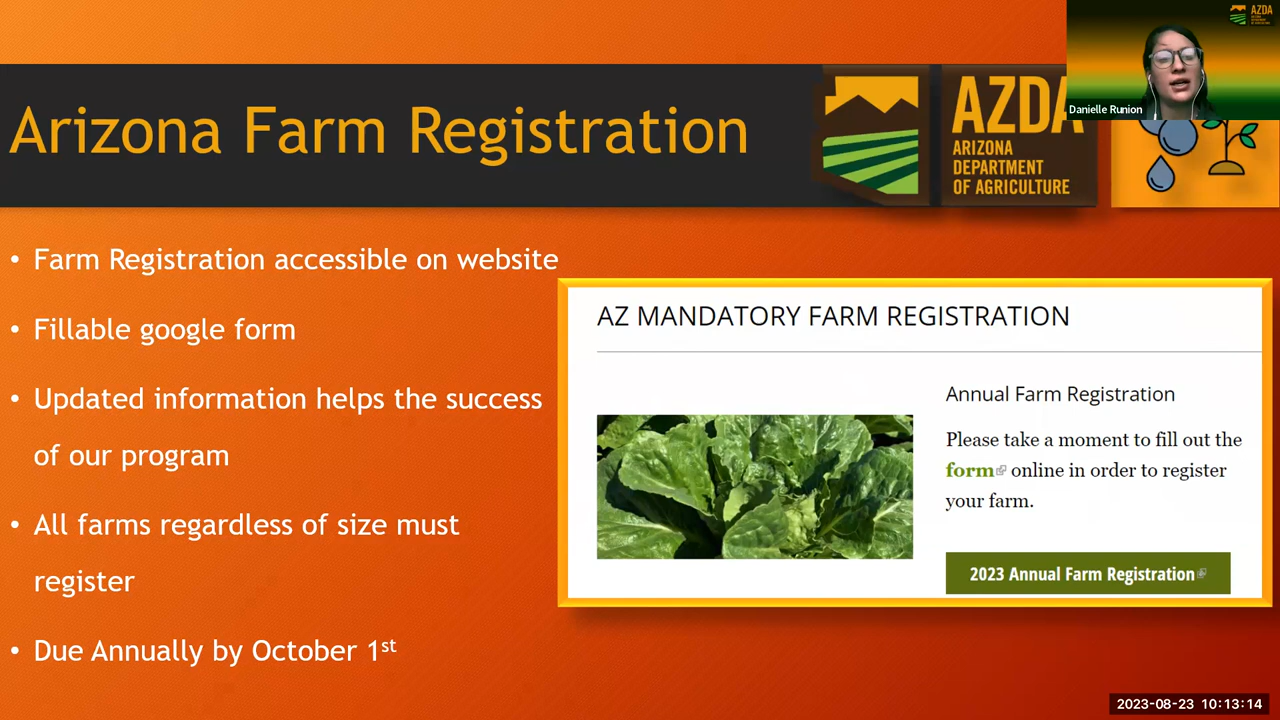 AZDA
Danielle Runion
Arizona Farm Registration
AZDA
ARIZONA
DEPARTMENT
OF AGRICULTURE
• Farm Registration accessible on website
• Fillable google form
• Updated information helps the success
of our program
• All farms regardless of size must
register
• Due Annually by October 1st
AZ MANDATORY FARM REGISTRATION
Annual Farm Registration
Please take a moment to fill out the
form online in order to register
your farm.
2023 Annual Farm Registration
2023-08-23 10:13:14